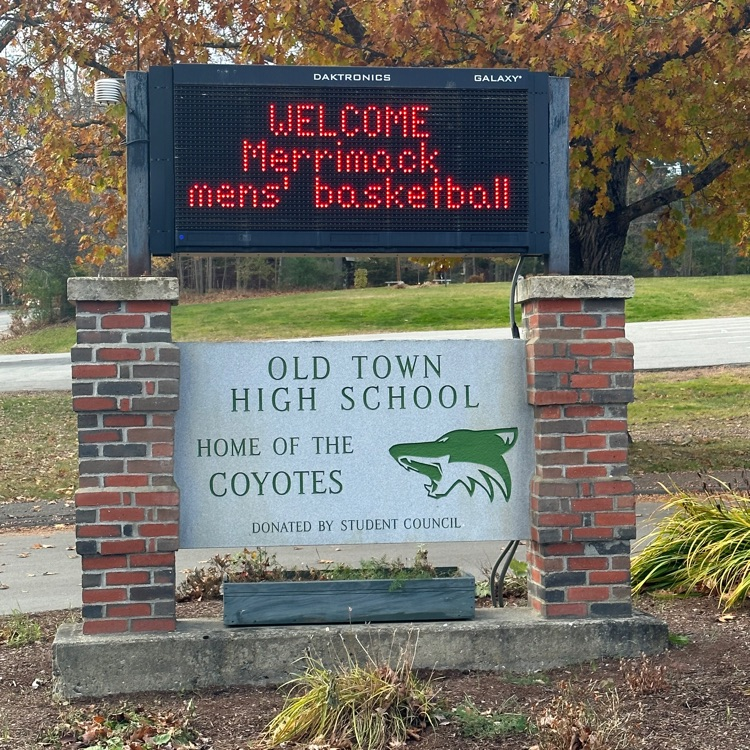 DAKTRONICS GALAXY®
WELCOME
Merrimack
mens' basketball
OLD TOWN
HIGH SCHOOL
HOME OF THE
COYOTES
DONATED BY STUDENT COUNCIL